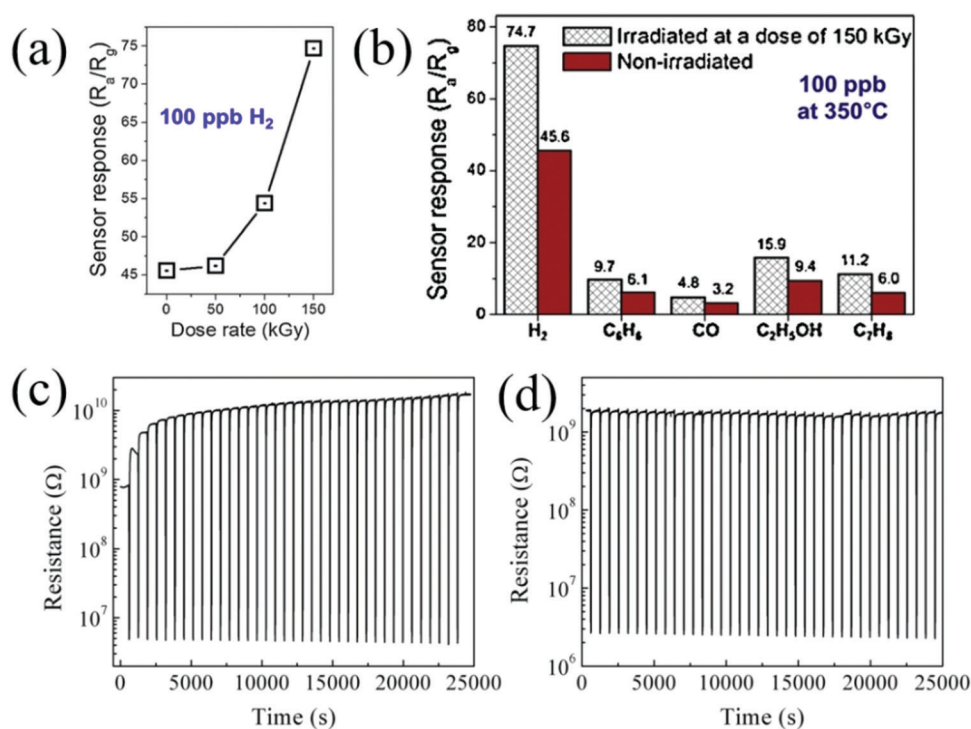 (a)
75
70
65
60
55
50
45
Sensor response (Ra/Rg)
100 ppb H2
0 50 100 150
Dose rate (kGy)
(b)
80
60
40
20
0
Sensor response (Ra/Rg)
Irradiated at a dose of 150 kGy
Non-irradiated
100 ppb
at 350°C
74.7
45.6
9.7
6.1
4.8
3.2
15.9
9.4
11.2
6.0
H2 C6H6 CO C2H5OH C7H8
(c)
10^10
10^9
10^8
10^7
Resistance (Ω)
0 5000 10000 15000 20000 25000
Time (s)
(d)
10^9
10^8
10^7
10^6
Resistance (Ω)
0 5000 10000 15000 20000 25000
Time (s)